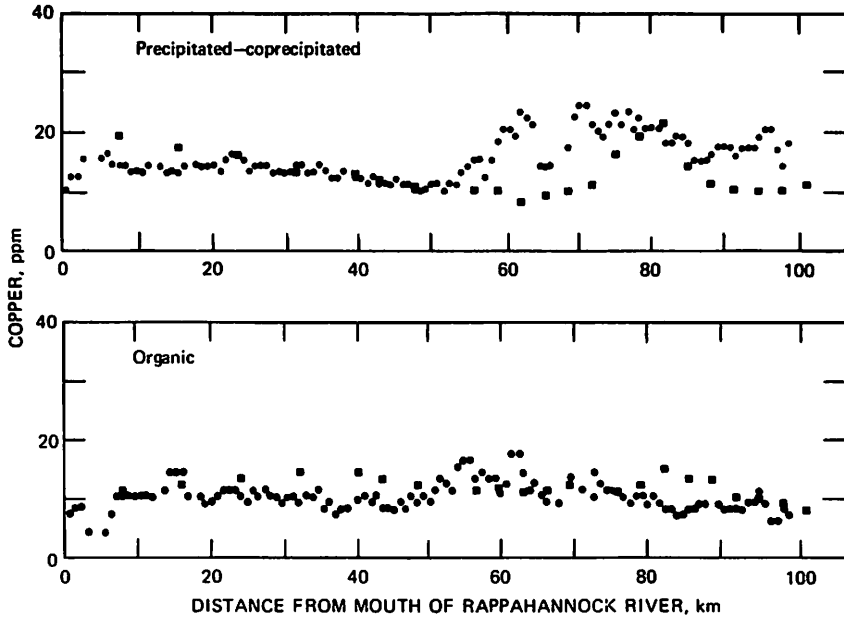 40
Precipitated–coprecipitated
20
0
0 20 40 60 80 100
COPPER, ppm
40
Organic
20
0
0 20 40 60 80 100
DISTANCE FROM MOUTH OF RAPPAHANNOCK RIVER, km